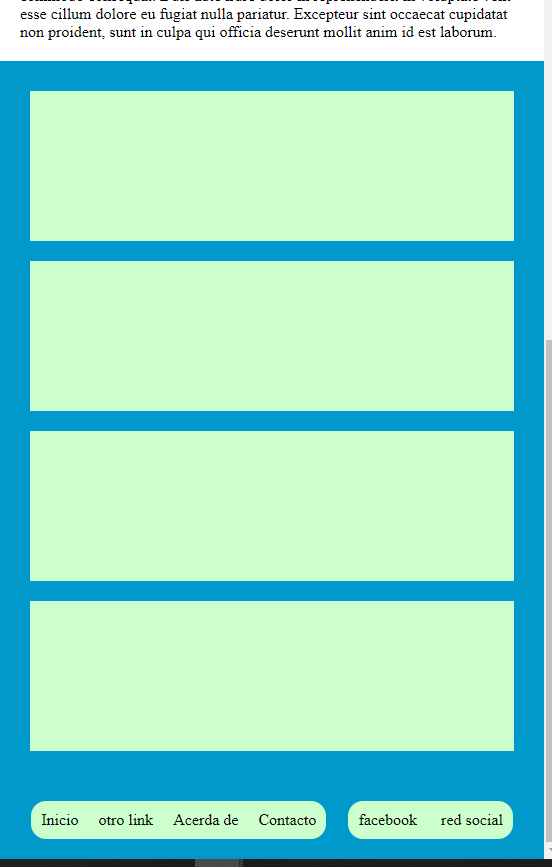 esse cillum dolore eu fugiat nulla pariatur. Excepteur sint occaecat cupidatat
non proident, sunt in culpa qui officia deserunt mollit anim id est laborum.
Inicio otro link Acerda de Contacto facebook red social